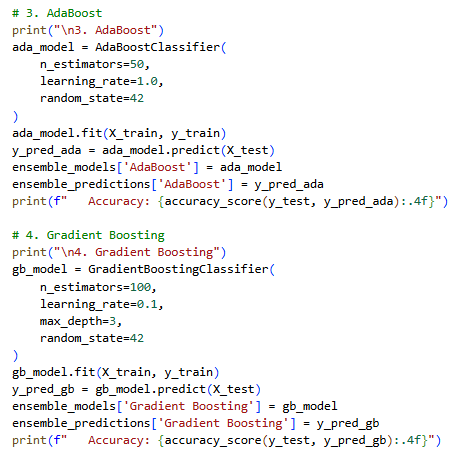 # 3. AdaBoost
print("\n3. AdaBoost")
ada_model = AdaBoostClassifier(
    n_estimators=50,
    learning_rate=1.0,
    random_state=42
)
ada_model.fit(X_train, y_train)
y_pred_ada = ada_model.predict(X_test)
ensemble_models['AdaBoost'] = ada_model
ensemble_predictions['AdaBoost'] = y_pred_ada
print(f"   Accuracy: {accuracy_score(y_test, y_pred_ada):.4f}")

# 4. Gradient Boosting
print("\n4. Gradient Boosting")
gb_model = GradientBoostingClassifier(
    n_estimators=100,
    learning_rate=0.1,
    max_depth=3,
    random_state=42
)
gb_model.fit(X_train, y_train)
y_pred_gb = gb_model.predict(X_test)
ensemble_models['Gradient Boosting'] = gb_model
ensemble_predictions['Gradient Boosting'] = y_pred_gb
print(f"   Accuracy: {accuracy_score(y_test, y_pred_gb):.4f}")